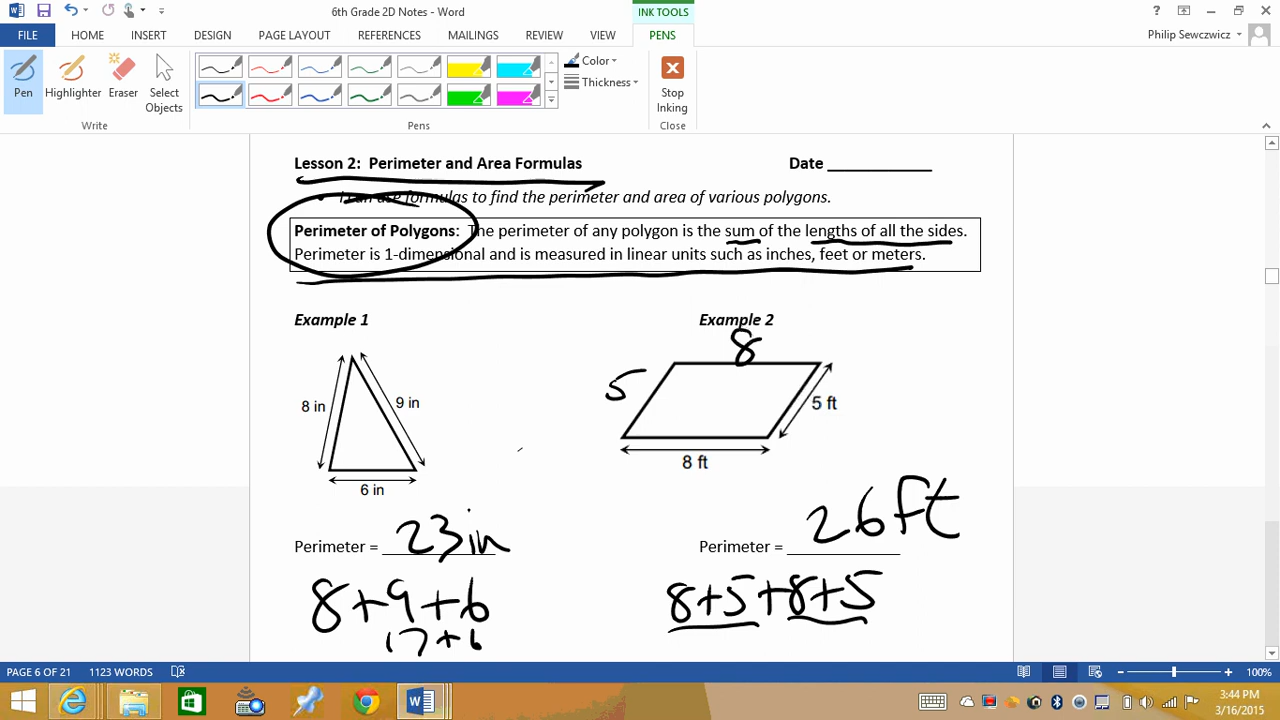 6th Grade 2D Notes - Word
INK TOOLS
?
FILE HOME INSERT DESIGN PAGE LAYOUT REFERENCES MAILINGS REVIEW VIEW PENS
Philip Sewczwicz
Pen Highlighter Eraser Select Objects
Color
Thickness
Stop Inking
Write Pens Close
Lesson 2: Perimeter and Area Formulas Date ____________
• I can use formulas to find the perimeter and area of various polygons.
Perimeter of Polygons: The perimeter of any polygon is the sum of the lengths of all the sides.
Perimeter is 1-dimensional and is measured in linear units such as inches, feet or meters.
Example 1 Example 2
8
5
8 in 9 in 5 ft
8 ft
6 in
Perimeter = 23in Perimeter = 26ft
8+9+6 8+5+8+5
17+6
PAGE 6 OF 21 1123 WORDS 100%
3:44 PM
3/16/2015